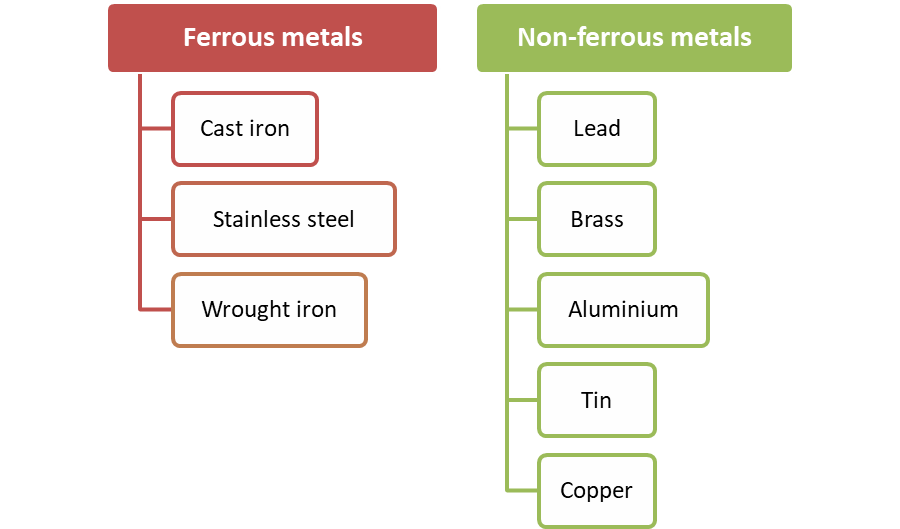 Ferrous metals
Cast iron
Stainless steel
Wrought iron
Non-ferrous metals
Lead
Brass
Aluminium
Tin
Copper